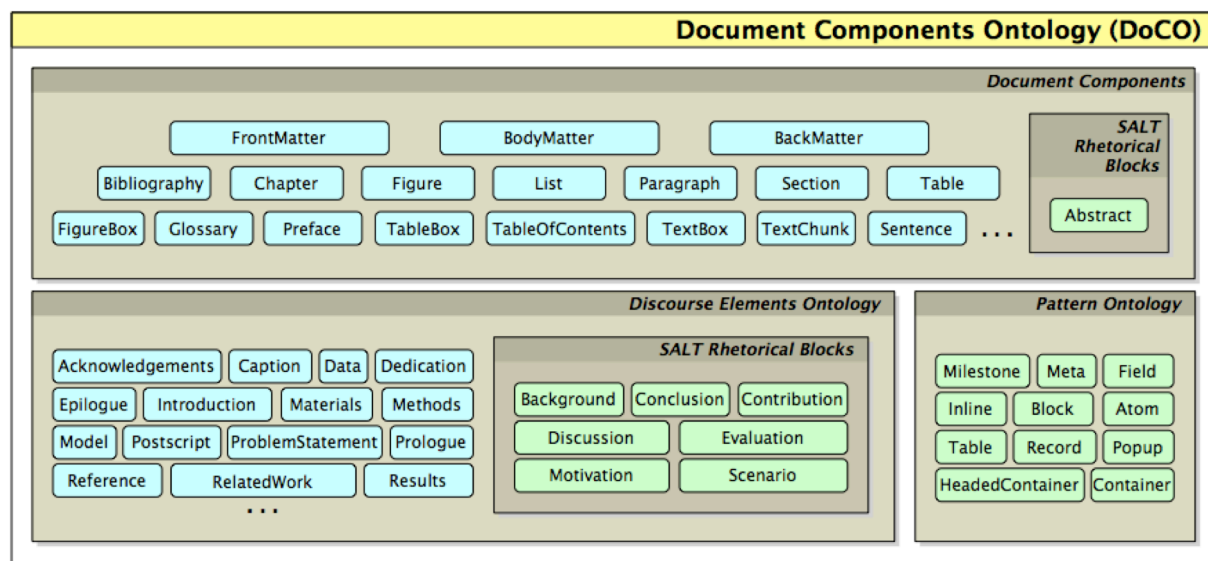 Document Components Ontology (DoCO)
Document Components
FrontMatter BodyMatter BackMatter
Bibliography Chapter Figure List Paragraph Section Table
FigureBox Glossary Preface TableBox TableOfContents TextBox TextChunk Sentence ...
SALT
Rhetorical
Blocks
Abstract
Discourse Elements Ontology
Acknowledgements Caption Data Dedication
Epilogue Introduction Materials Methods
Model Postscript ProblemStatement Prologue
Reference RelatedWork Results
...
SALT Rhetorical Blocks
Background Conclusion Contribution
Discussion Evaluation
Motivation Scenario
Pattern Ontology
Milestone Meta Field
Inline Block Atom
Table Record Popup
HeadedContainer Container